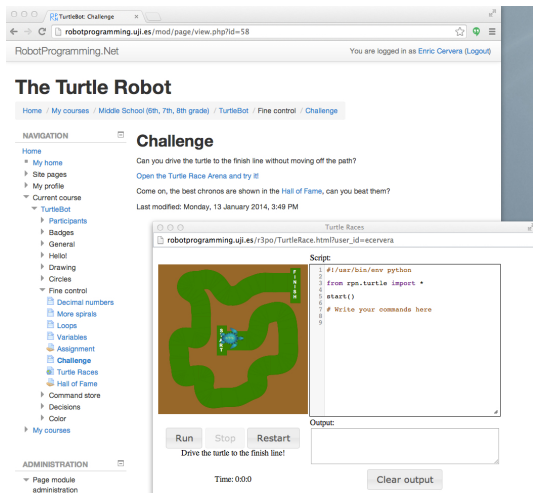 TurtleBot: Challenge
robotprogramming.uji.es/mod/page/view.php?id=58
RobotProgramming.Net
You are logged in as Enric Cervera (Logout)
The Turtle Robot
Home / My courses / Middle School (6th, 7th, 8th grade) / TurtleBot / Fine control / Challenge
NAVIGATION
Home
My home
Site pages
My profile
Current course
TurtleBot
Participants
Badges
General
Hello!
Drawing
Circles
Fine control
Decimal numbers
More spirals
Loops
Variables
Assignment
Challenge
Turtle Races
Hall of Fame
Command store
Decisions
Color
My courses
ADMINISTRATION
Page module
administration
Challenge
Can you drive the turtle to the finish line without moving off the path?
Open the Turtle Race Arena and try it!
Come on, the best chronos are shown in the Hall of Fame, can you beat them?
Last modified: Monday, 13 January 2014, 3:49 PM
Turtle Races
robotprogramming.uji.es/r3po/TurtleRace.html?user_id=ecervera
FINISH
START
Script:
1 #!/usr/bin/env python
2
3 from rpn.turtle import *
4
5 start()
6
7 # Write your commands here
8
9
Run
Stop
Restart
Drive the turtle to the finish line!
Time: 0:0:0
Output:
Clear output